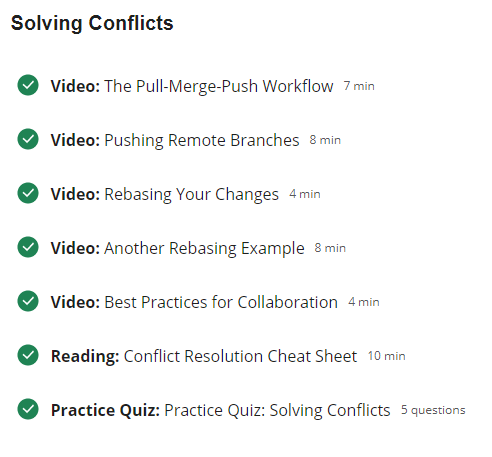 Solving Conflicts
Video: The Pull-Merge-Push Workflow 7 min
Video: Pushing Remote Branches 8 min
Video: Rebasing Your Changes 4 min
Video: Another Rebasing Example 8 min
Video: Best Practices for Collaboration 4 min
Reading: Conflict Resolution Cheat Sheet 10 min
Practice Quiz: Practice Quiz: Solving Conflicts 5 questions